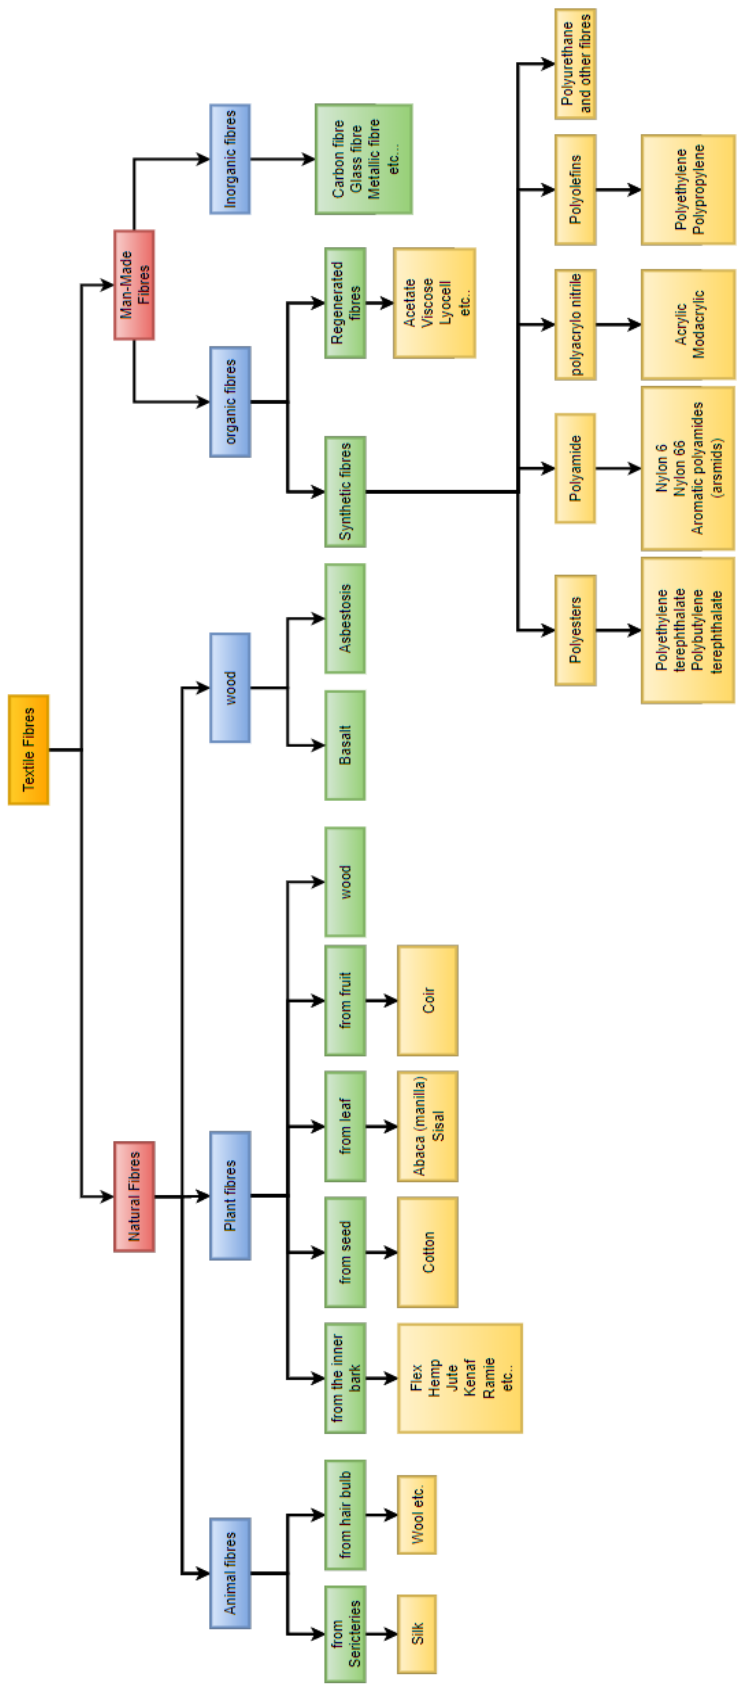 Textile Fibres
Natural Fibres
Man-Made
Fibres
Animal fibres
Plant fibres
wood
organic fibres
Inorganic fibres
from
Sericteries
from hair bulb
from the inner
bark
from seed
from leaf
from fruit
wood
Basalt
Asbestosis
Synthetic fibres
Regenerated
fibres
Carbon fibre
Glass fibre
Metallic fibre
etc...
Silk
Wool etc.
Flex
Hemp
Jute
Kenaf
Ramie
etc..
Cotton
Abaca (manilla)
Sisal
Coir
Acetate
Viscose
Lyocell
etc..
Polyesters
Polyamide
polyacrylo nitrile
Polyolefins
Polyurethane
and other fibres
Polyethylene
terephthalate
Polybutylene
terephthalate
Nylon 6
Nylon 66
Aromatic polyamides
(arsmids)
Acrylic
Modacrylic
Polyethylene
Polypropylene